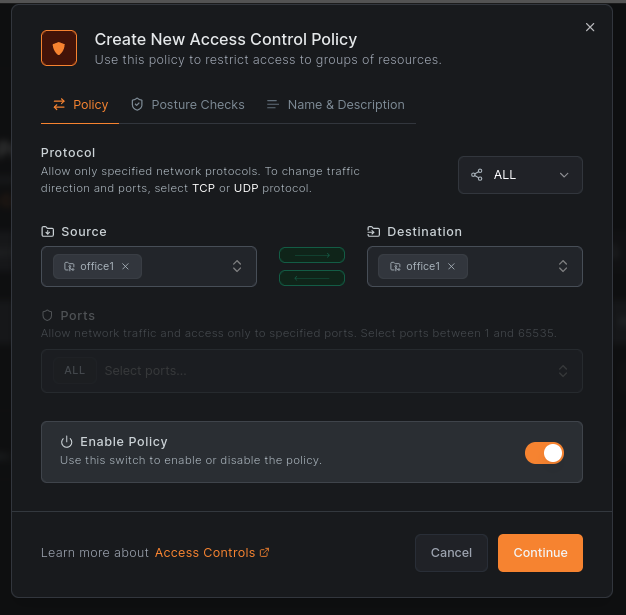 Create New Access Control Policy
Use this policy to restrict access to groups of resources.
Policy
Posture Checks
Name & Description
Protocol
Allow only specified network protocols. To change traffic
direction and ports, select TCP or UDP protocol.
ALL
Source
Destination
office1
office1
Ports
Allow network traffic and access only to specified ports. Select ports between 1 and 65535.
ALL
Select ports...
Enable Policy
Use this switch to enable or disable the policy.
Learn more about Access Controls
Cancel
Continue